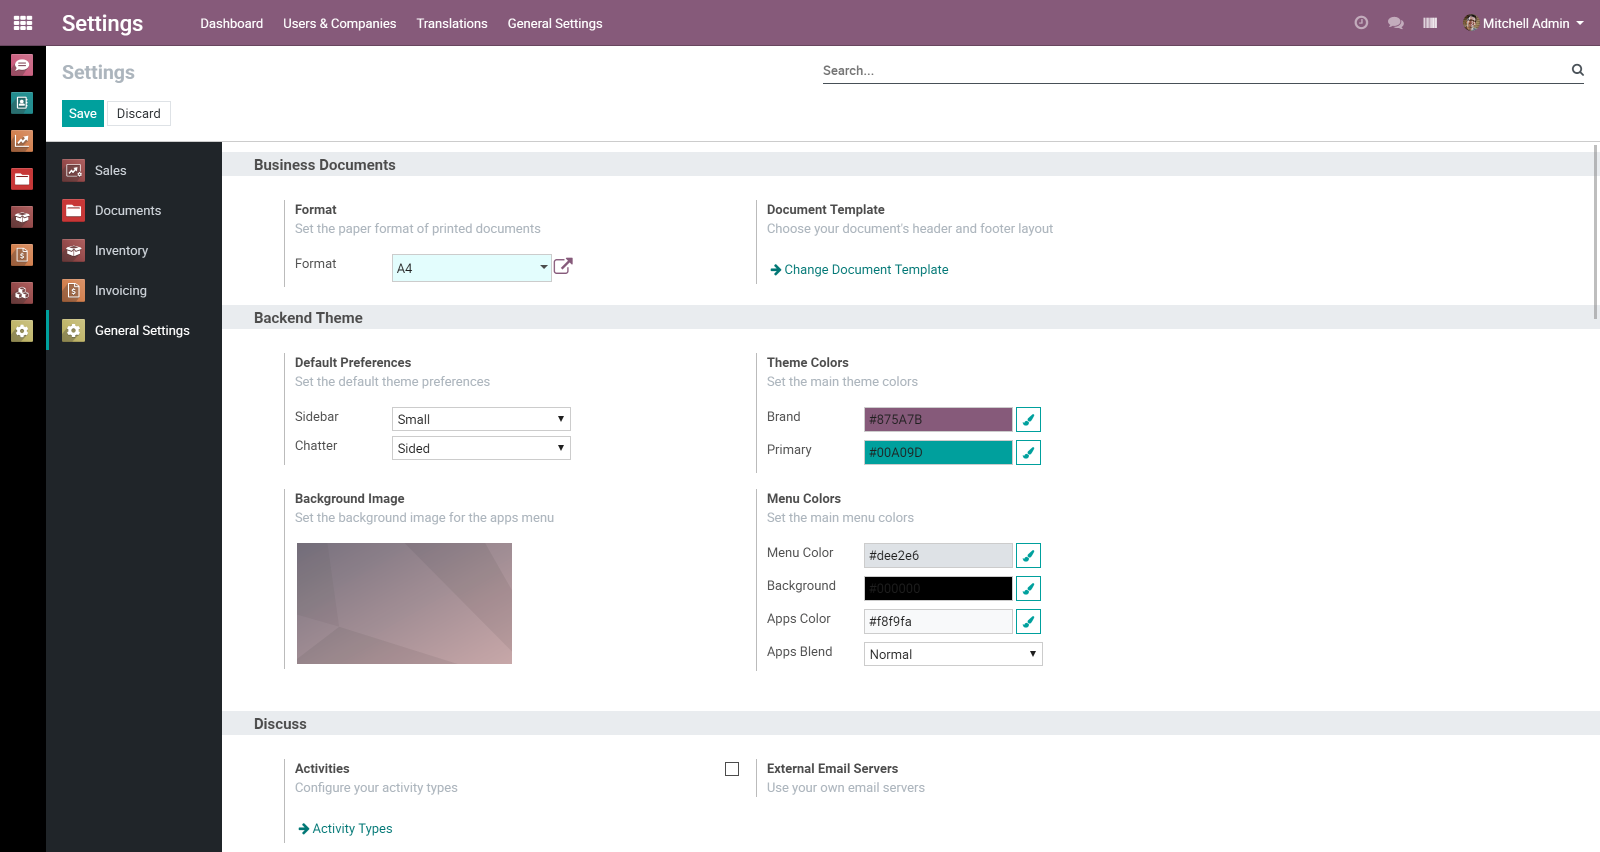 Settings Dashboard Users & Companies Translations General Settings Mitchell Admin
Settings
Search...
Save Discard
Sales
Documents
Inventory
Invoicing
General Settings
Business Documents
Format
Set the paper format of printed documents
Format A4
Document Template
Choose your document's header and footer layout
Change Document Template
Backend Theme
Default Preferences
Set the default theme preferences
Sidebar Small
Chatter Sided
Theme Colors
Set the main theme colors
Brand #875A7B
Primary #00A09D
Background Image
Set the background image for the apps menu
Menu Colors
Set the main menu colors
Menu Color #dee2e6
Background #000000
Apps Color #f8f9fa
Apps Blend Normal
Discuss
Activities
Configure your activity types
Activity Types
External Email Servers
Use your own email servers